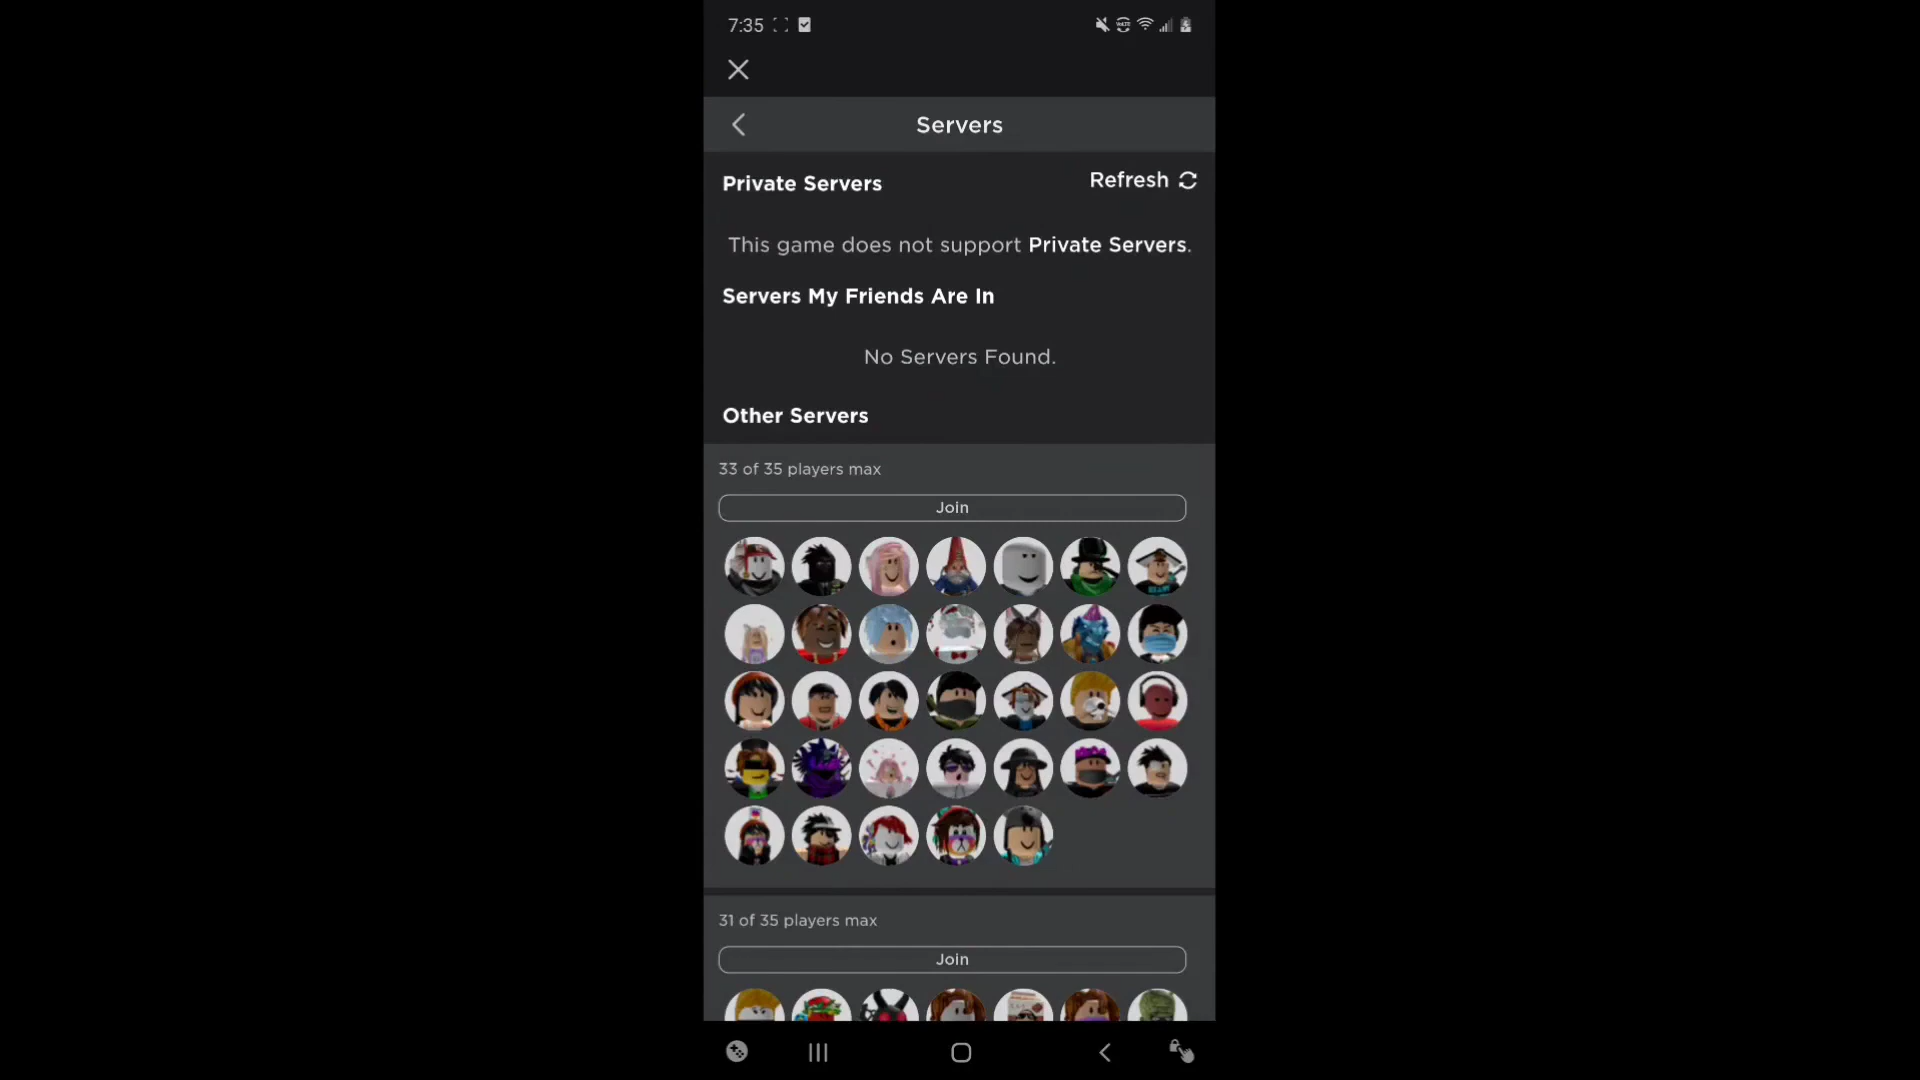 7:35
Servers
Private Servers
Refresh
This game does not support Private Servers.
Servers My Friends Are In
No Servers Found.
Other Servers
33 of 35 players max
Join
31 of 35 players max
Join